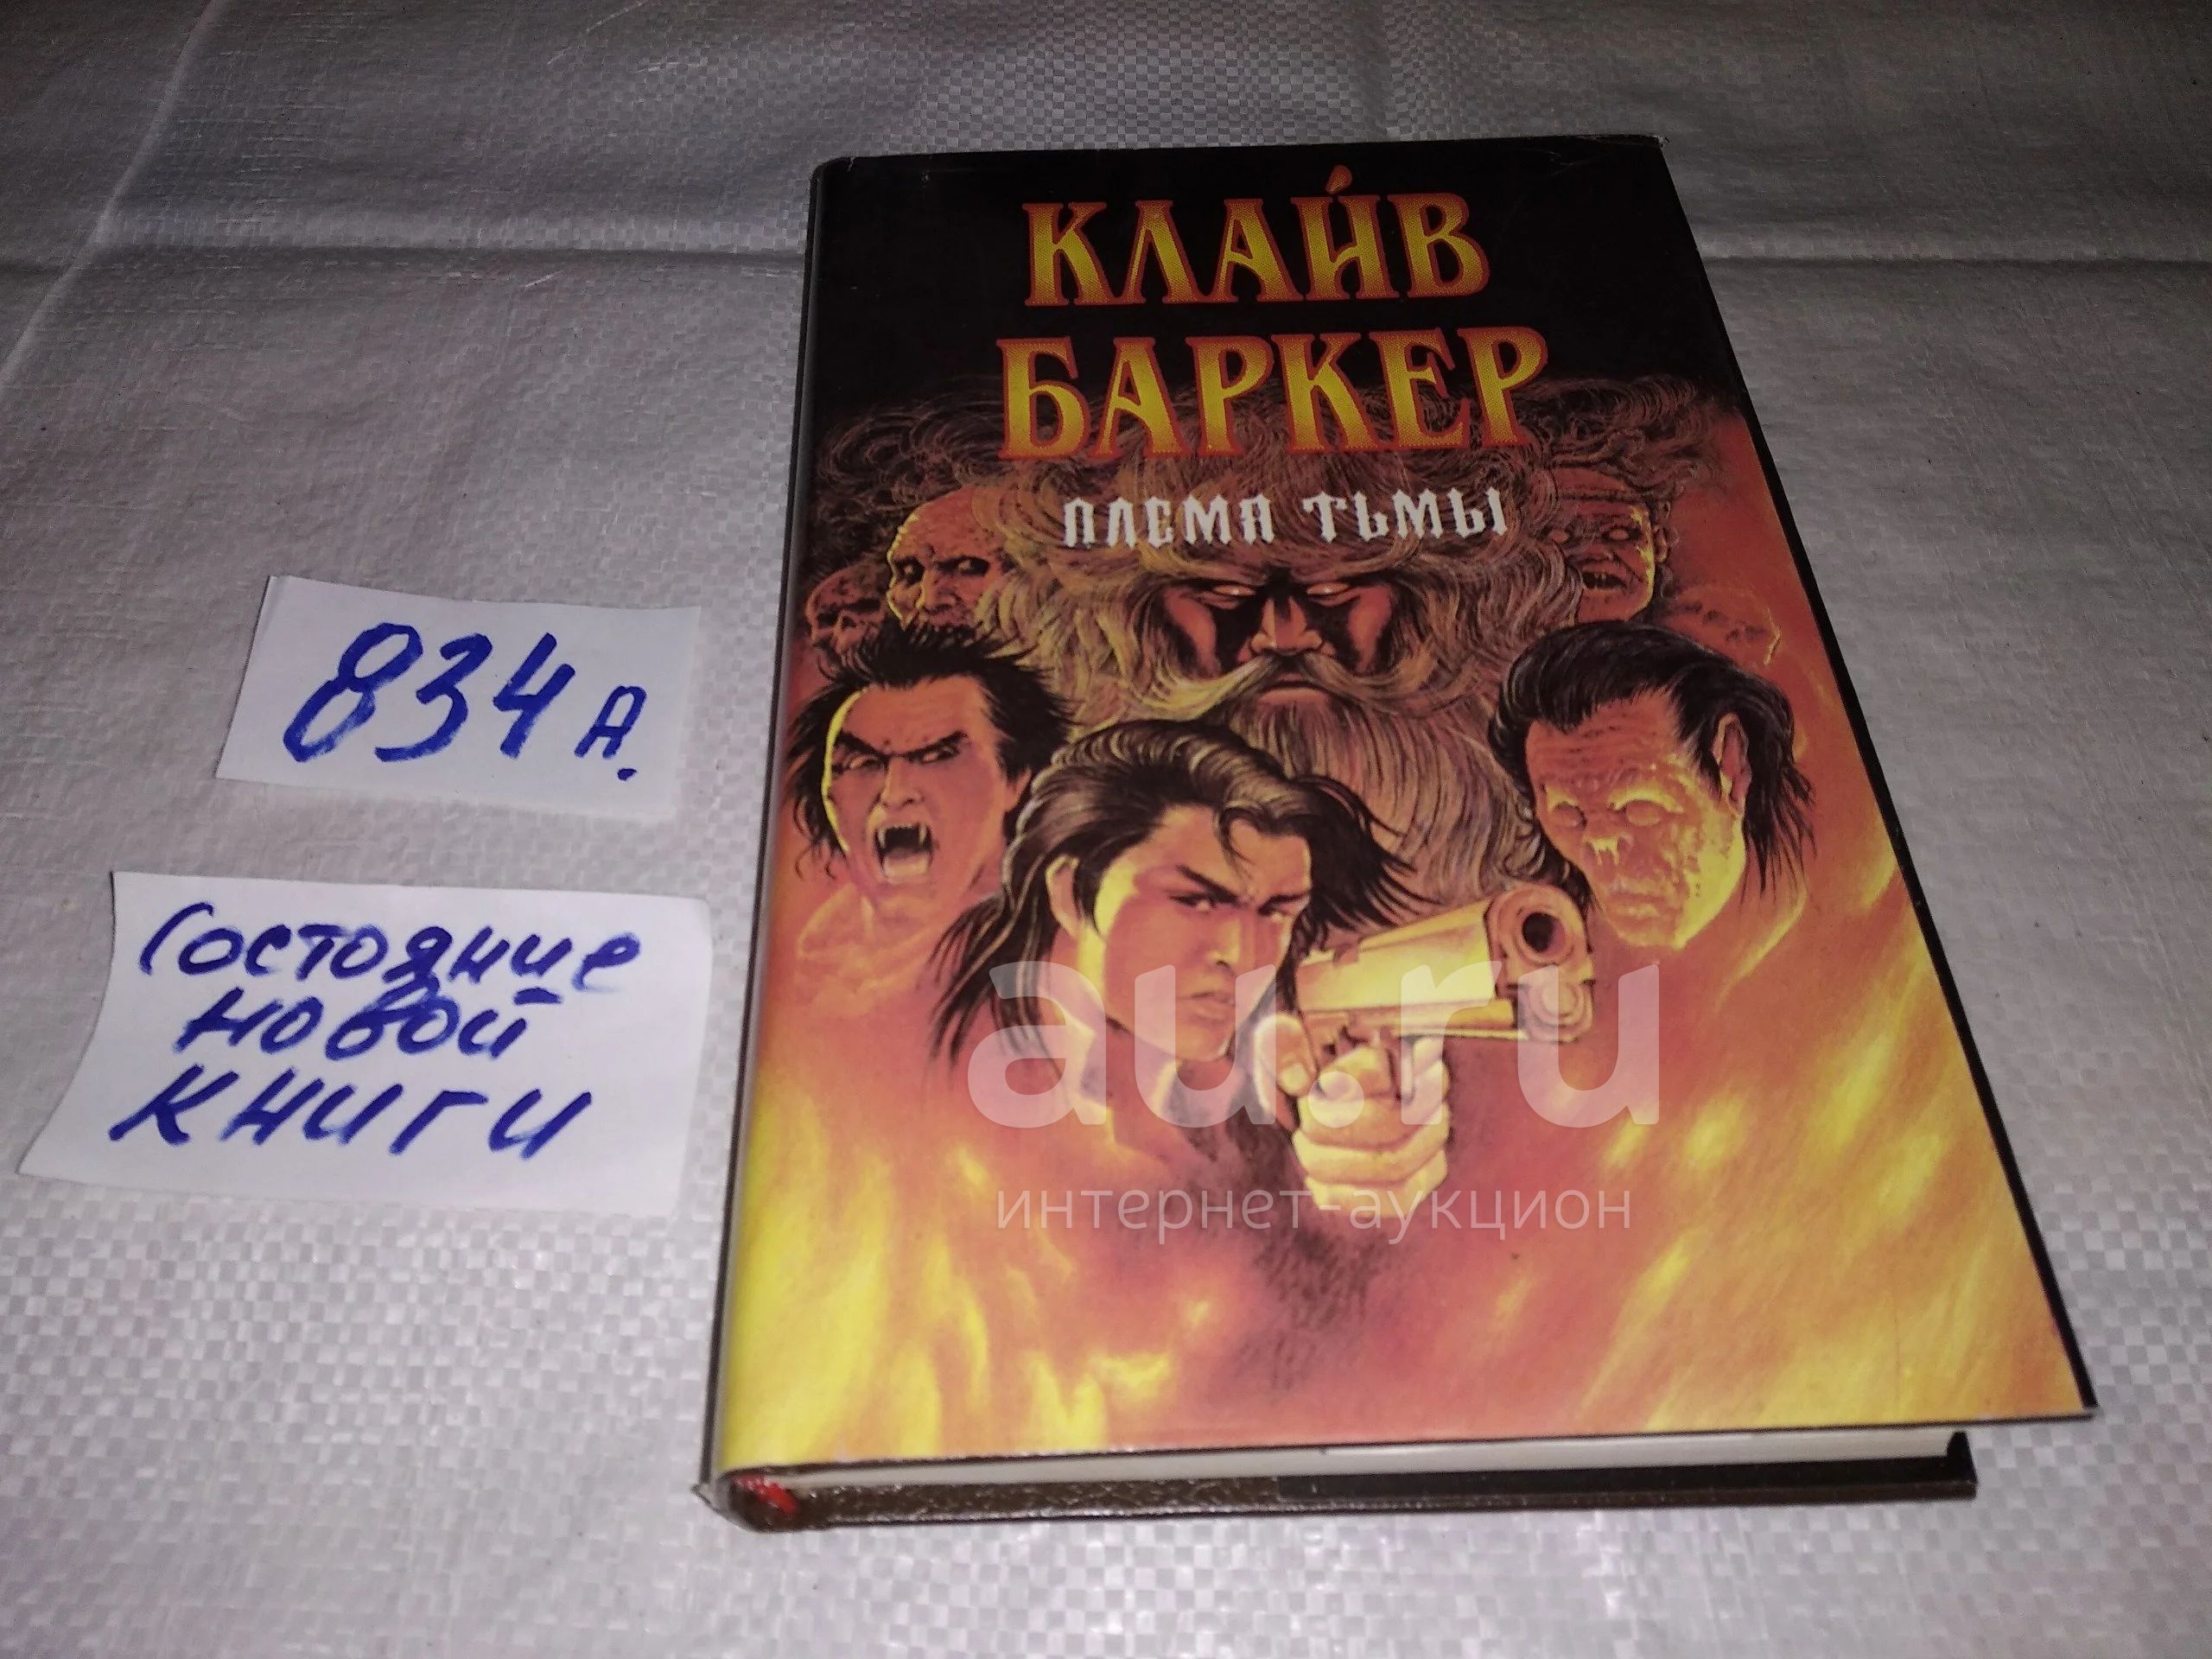 КЛАЙВ
БАРКЕР
ПЛЕМЯ ТЬМЫ
834 А.
Состояние
новой
книги
au.ru
интернет-аукцион